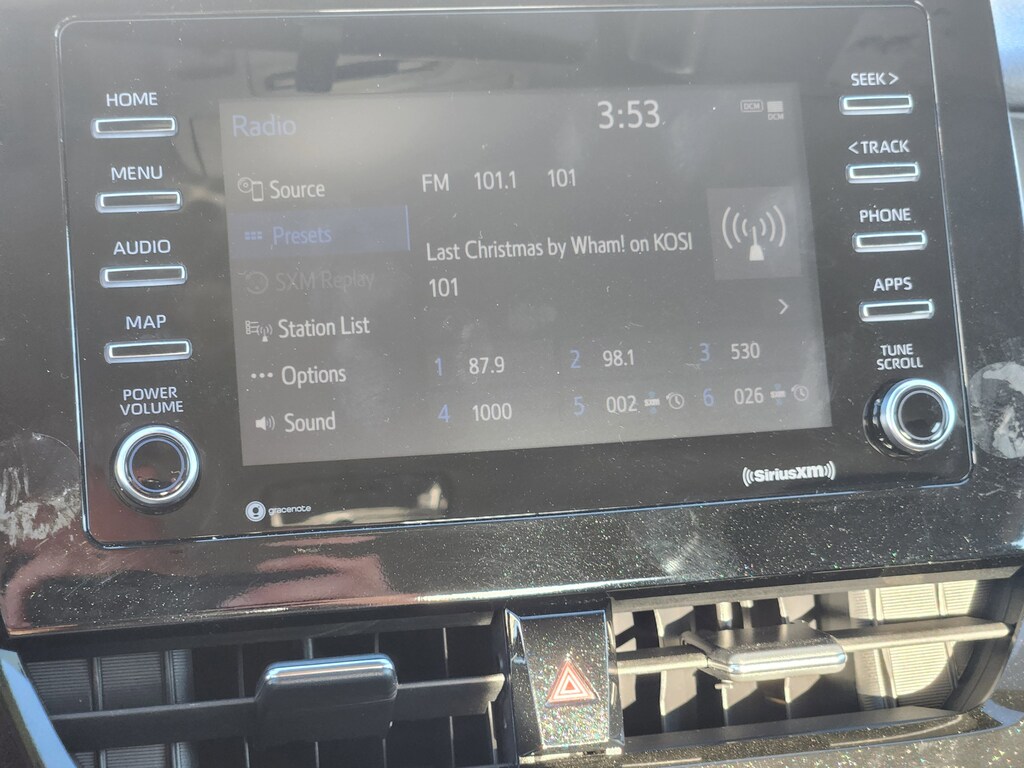 HOME
MENU
AUDIO
MAP
POWER
VOLUME
Radio
3:53
DCM
DCM
Source
Presets
SXM Replay
Station List
Options
Sound
FM 101.1 101
Last Christmas by Wham! on KOSI
101
1 87.9 2 98.1 3 530
4 1000 5 002 6 026
SEEK >
< TRACK
PHONE
APPS
TUNE
SCROLL
gracenote
((SiriusXM))